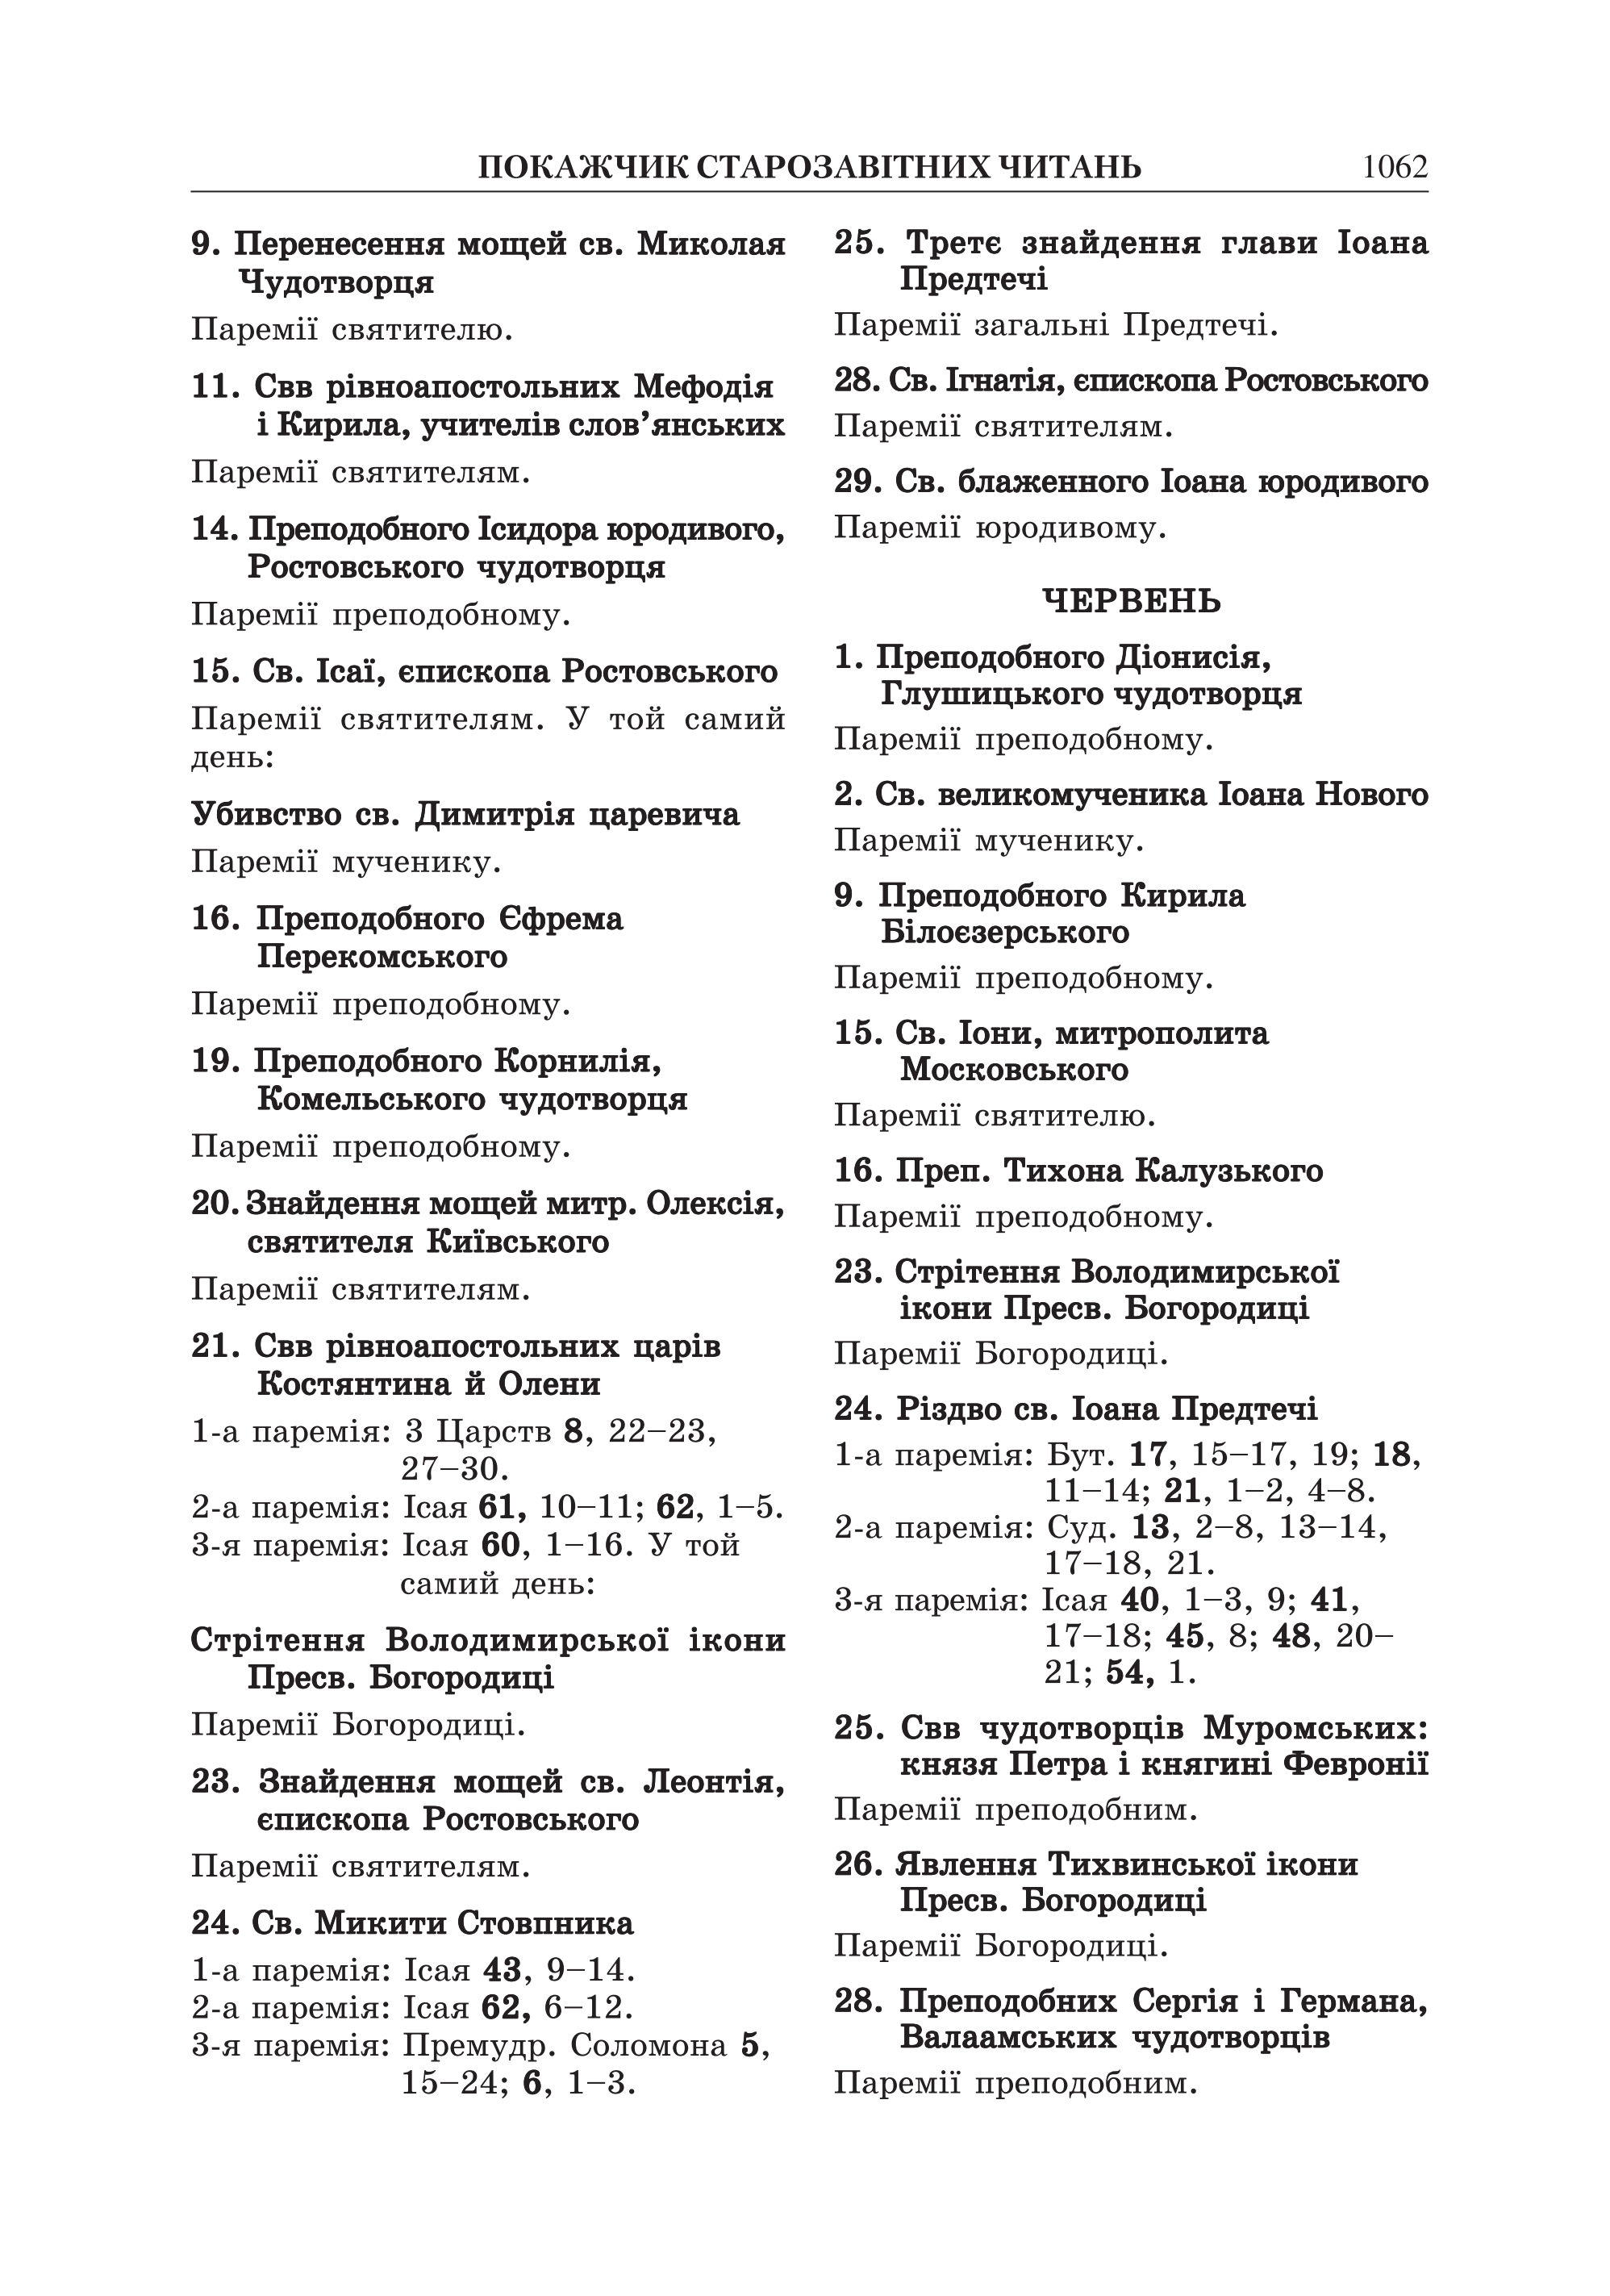 ПОКАЖЧИК СТАРОЗАВІТНИХ ЧИТАНЬ 1062
9. Перенесення мощей св. Миколая
Чудотворця
Паремії святителю.
11. Свв рівноапостольних Мефодія
і Кирила, учителів слов’янських
Паремії святителям.
14. Преподобного Ісидора юродивого,
Ростовського чудотворця
Паремії преподобному.
15. Св. Ісаї, єпископа Ростовського
Паремії святителям. У той самий
день:
Убивство св. Димитрія царевича
Паремії мученику.
16. Преподобного Єфрема
Перекомського
Паремії преподобному.
19. Преподобного Корнилія,
Комельського чудотворця
Паремії преподобному.
20. Знайдення мощей митр. Олексія,
святителя Київського
Паремії святителям.
21. Свв рівноапостольних царів
Костянтина й Олени
1-а паремія: 3 Царств 8, 22–23,
27–30.
2-а паремія: Ісая 61, 10–11; 62, 1–5.
3-я паремія: Ісая 60, 1–16. У той
самий день:
Стрітення Володимирської ікони
Пресв. Богородиці
Паремії Богородиці.
23. Знайдення мощей св. Леонтія,
єпископа Ростовського
Паремії святителям.
24. Св. Микити Стовпника
1-а паремія: Ісая 43, 9–14.
2-а паремія: Ісая 62, 6–12.
3-я паремія: Премудр. Соломона 5,
15–24; 6, 1–3.
25. Третє знайдення глави Іоана
Предтечі
Паремії загальні Предтечі.
28. Св. Ігнатія, єпископа Ростовського
Паремії святителям.
29. Св. блаженного Іоана юродивого
Паремії юродивому.
ЧЕРВЕНЬ
1. Преподобного Діонисія,
Глушицького чудотворця
Паремії преподобному.
2. Св. великомученика Іоана Нового
Паремії мученику.
9. Преподобного Кирила
Білоєзерського
Паремії преподобному.
15. Св. Іони, митрополита
Московського
Паремії святителю.
16. Преп. Тихона Калузького
Паремії преподобному.
23. Стрітення Володимирської
ікони Пресв. Богородиці
Паремії Богородиці.
24. Різдво св. Іоана Предтечі
1-а паремія: Бут. 17, 15–17, 19; 18,
11–14; 21, 1–2, 4–8.
2-а паремія: Суд. 13, 2–8, 13–14,
17–18, 21.
3-я паремія: Ісая 40, 1–3, 9; 41,
17–18; 45, 8; 48, 20–
21; 54, 1.
25. Свв чудотворців Муромських:
князя Петра і княгині Февронії
Паремії преподобним.
26. Явлення Тихвинської ікони
Пресв. Богородиці
Паремії Богородиці.
28. Преподобних Сергія і Германа,
Валаамських чудотворців
Паремії преподобним.